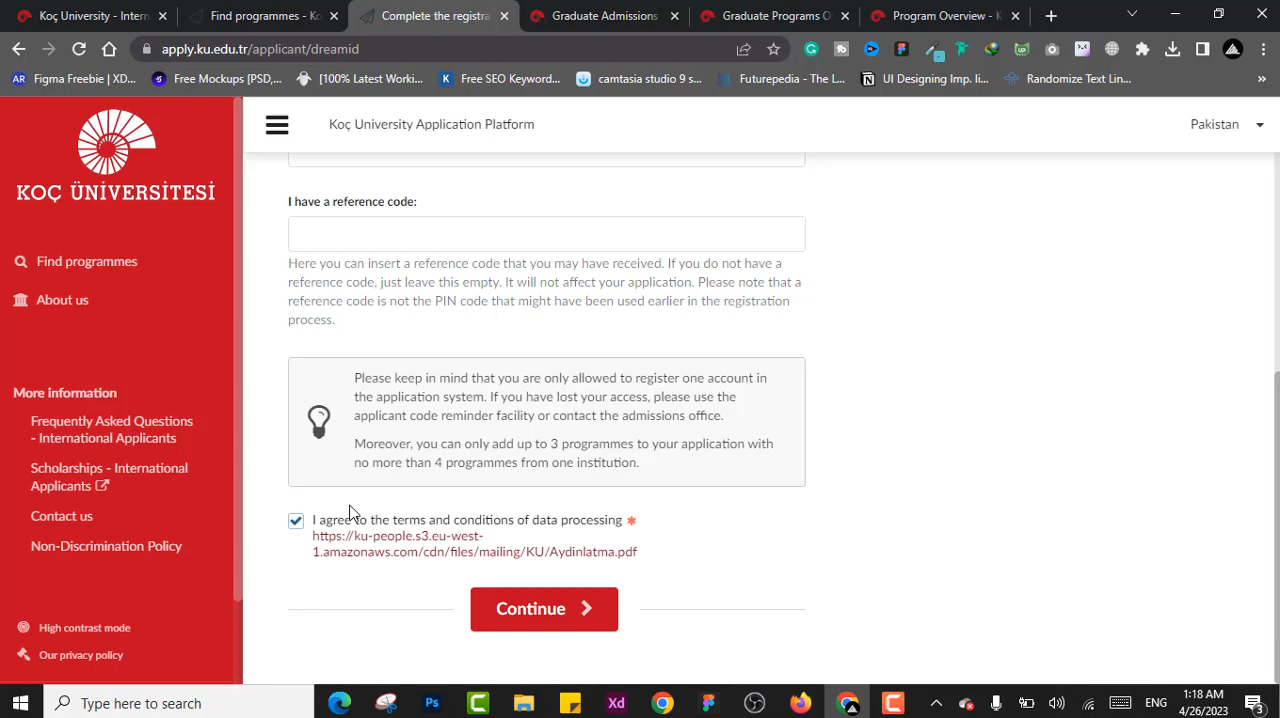 Koç University - Intern
Find programmes - Ko
Complete the registra
Graduate Admissions
Graduate Programs O
Program Overview - K
apply.ku.edu.tr/applicant/dreamid
Figma Freebie | XD...
Free Mockups [PSD,...
[100% Latest Work...
Free SEO Keyword...
camtasia studio 9 s...
Futurepedia - The L...
UI Designing Imp. li...
Randomize Text Lin...
»
KOÇ ÜNİVERSİTESİ
Koç University Application Platform
Pakistan
Find programmes
About us
More information
Frequently Asked Questions
- International Applicants
Scholarships - International
Applicants
Contact us
Non-Discrimination Policy
High contrast mode
Our privacy policy
I have a reference code:
Here you can insert a reference code that you may have received. If you do not have a
reference code, just leave this empty. It will not affect your application. Please note that a
reference code is not the PIN code that might have been used earlier in the registration
process.
Please keep in mind that you are only allowed to register one account in
the application system. If you have lost your access, please use the
applicant code reminder facility or contact the admissions office.
Moreover, you can only add up to 3 programmes to your application with
no more than 4 programmes from one institution.
I agree to the terms and conditions of data processing *
https://ku-people.s3.eu-west-
1.amazonaws.com/cdn/files/mailing/KU/Aydinlatma.pdf
Continue
Type here to search
Ps
Xd
ENG
1:18 AM
4/26/2023
3